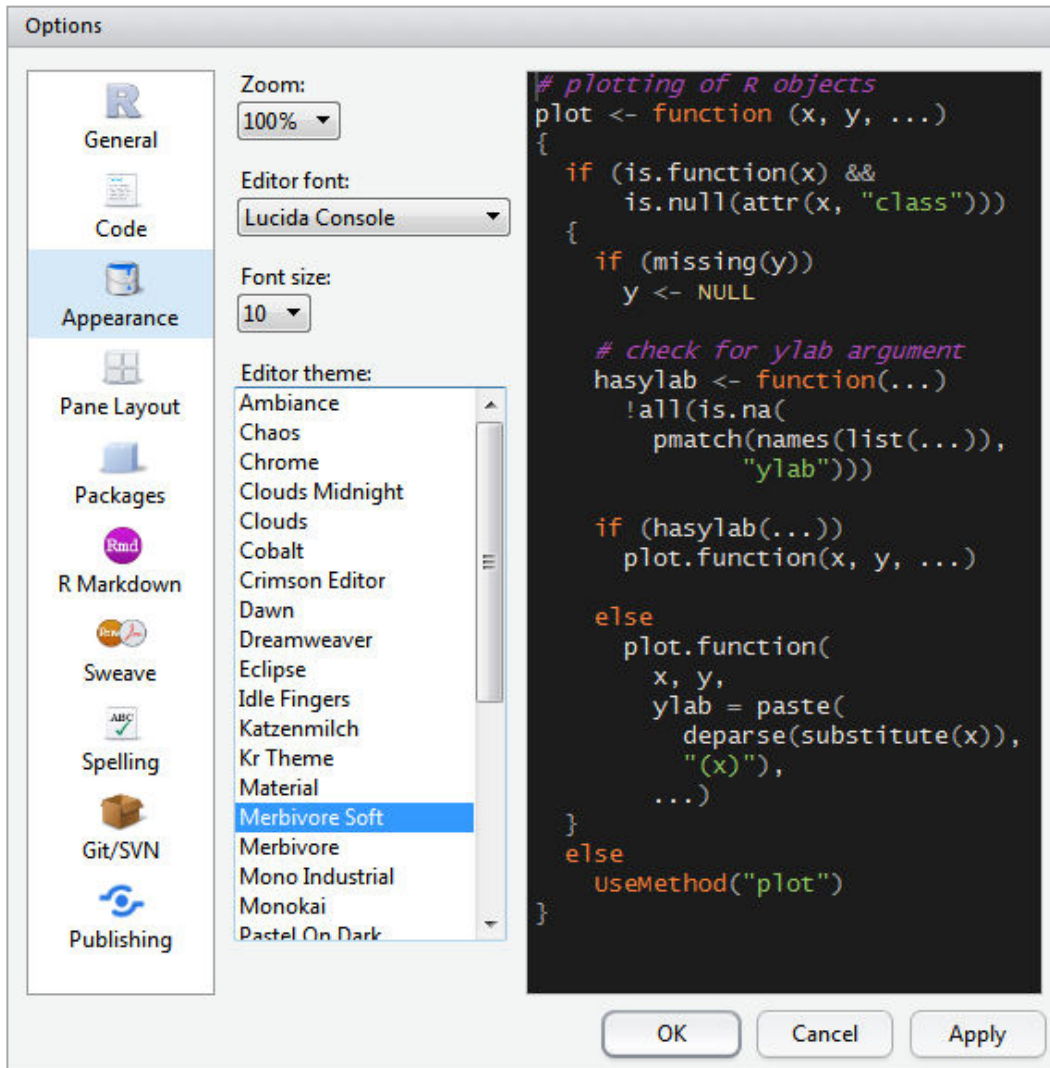 Options
General
Code
Appearance
Pane Layout
Packages
Rmd
R Markdown
Sweave
ABC
Spelling
Git/SVN
Publishing
Zoom:
100%
Editor font:
Lucida Console
Font size:
10
Editor theme:
Ambiance
Chaos
Chrome
Clouds Midnight
Clouds
Cobalt
Crimson Editor
Dawn
Dreamweaver
Eclipse
Idle Fingers
Katzenmilch
Kr Theme
Material
Merbivore Soft
Merbivore
Mono Industrial
Monokai
Pastel On Dark
# plotting of R objects
plot <- function (x, y, ...)
{
  if (is.function(x) &&
      is.null(attr(x, "class")))
  {
    if (missing(y))
      y <- NULL

    # check for ylab argument
    hasylab <- function(...)
      !all(is.na(
        pmatch(names(list(...)),
              "ylab")))

    if (hasylab(...))
      plot.function(x, y, ...)

    else
      plot.function(
        x, y,
        ylab = paste(
          deparse(substitute(x)),
          "(x)"),
        ...)
  }
  else
    UseMethod("plot")
}
OK
Cancel
Apply